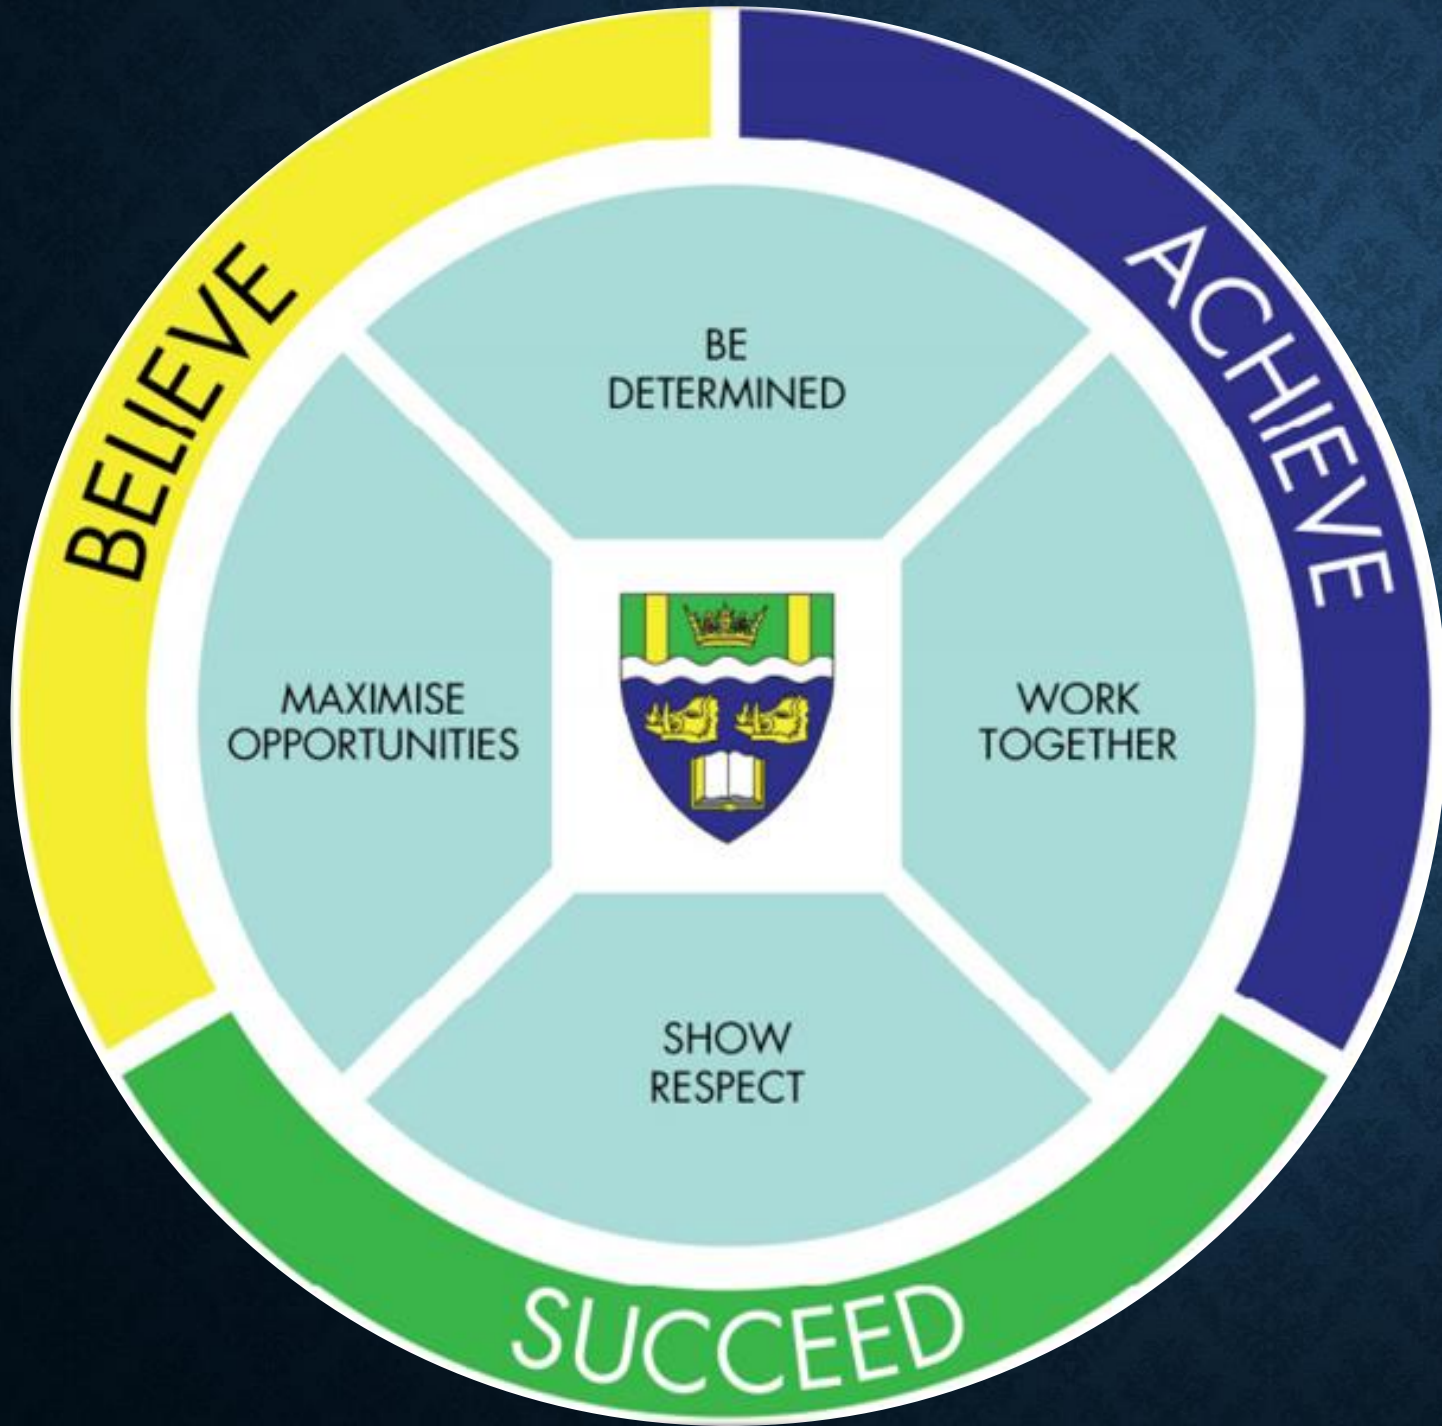 BELIEVE
ACHIEVE
BE
DETERMINED
MAXIMISE
OPPORTUNITIES
WORK
TOGETHER
SHOW
RESPECT
SUCCEED